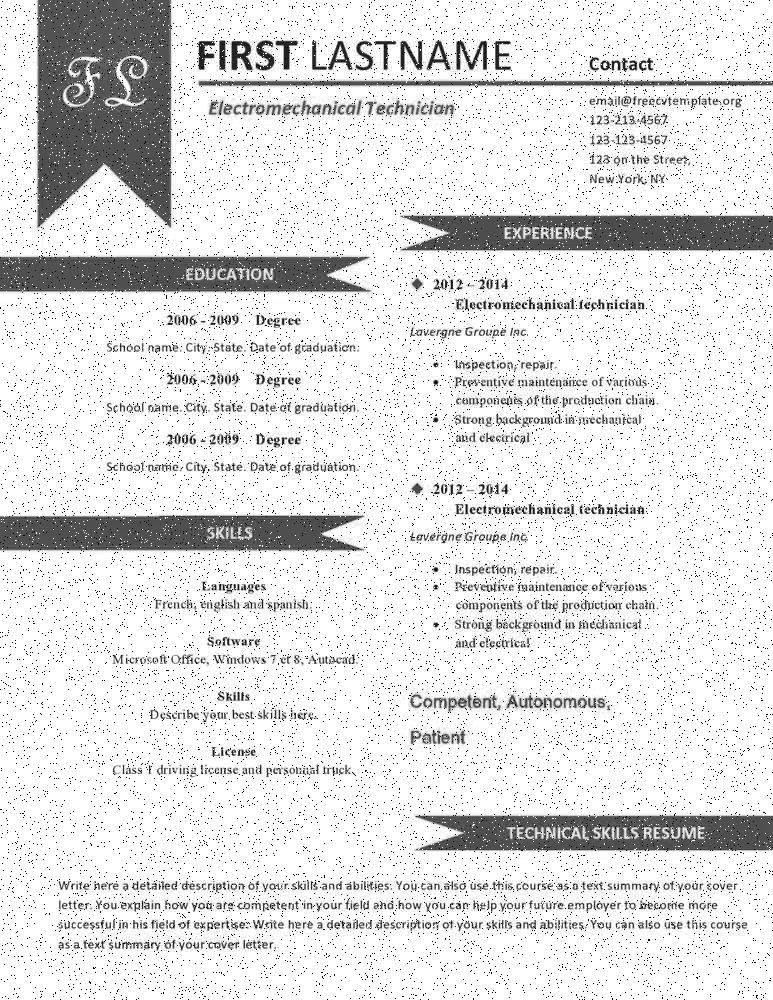 FL
FIRST LASTNAME
Electromechanical Technician
Contact
email@freecvtemplate.org
123-213-4567
123-123-4567
123 on the Street,
New York, NY
EDUCATION
2006 - 2009 Degree
School name. City. State. Date of graduation.
2006 - 2009 Degree
School name. City. State. Date of graduation.
2006 - 2009 Degree
School name. City. State. Date of graduation.
SKILLS
Languages
French, english and spanish.
Software
Microsoft Office, Windows 7 et 8, Autocad.
Skills
Describe your best skills here.
License
Class 1 driving license and personnal truck.
EXPERIENCE
2012 – 2014
Electromechanical technician
Lavergne Groupe Inc.
• Inspection, repair.
• Preventive maintenance of various
components of the production chain.
• Strong background in mechanical
and electrical
2012 – 2014
Electromechanical technician
Lavergne Groupe Inc.
• Inspection, repair.
• Preventive maintenance of various
components of the production chain.
• Strong background in mechanical
and electrical
Competent, Autonomous,
Patient
TECHNICAL SKILLS RESUME
Write here a detailed description of your skills and abilities. You can also use this course as a text summary of your cover
letter. You explain how you are competent in your field and how you can help your future employer to become more
successful in his field of expertise. Write here a detailed description of your skills and abilities. You can also use this course
as a text summary of your cover letter.